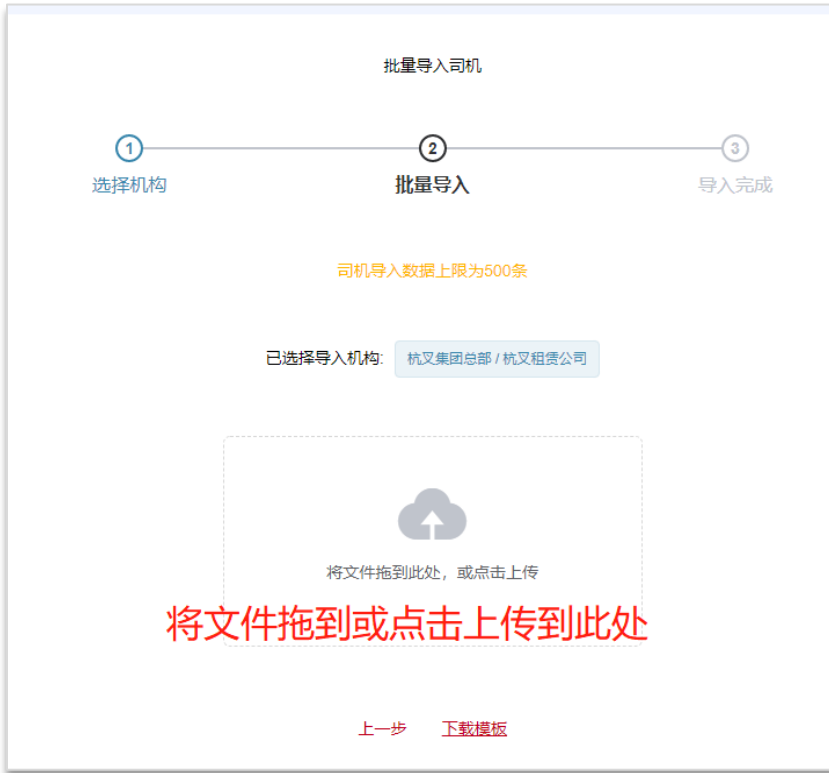 批量导入司机
1 2 3
选择机构 批量导入 导入完成
司机导入数据上限为500条
已选择导入机构: 杭叉集团总部 / 杭叉租赁公司
将文件拖到此处，或点击上传
将文件拖到或点击上传到此处
上一步 下载模板